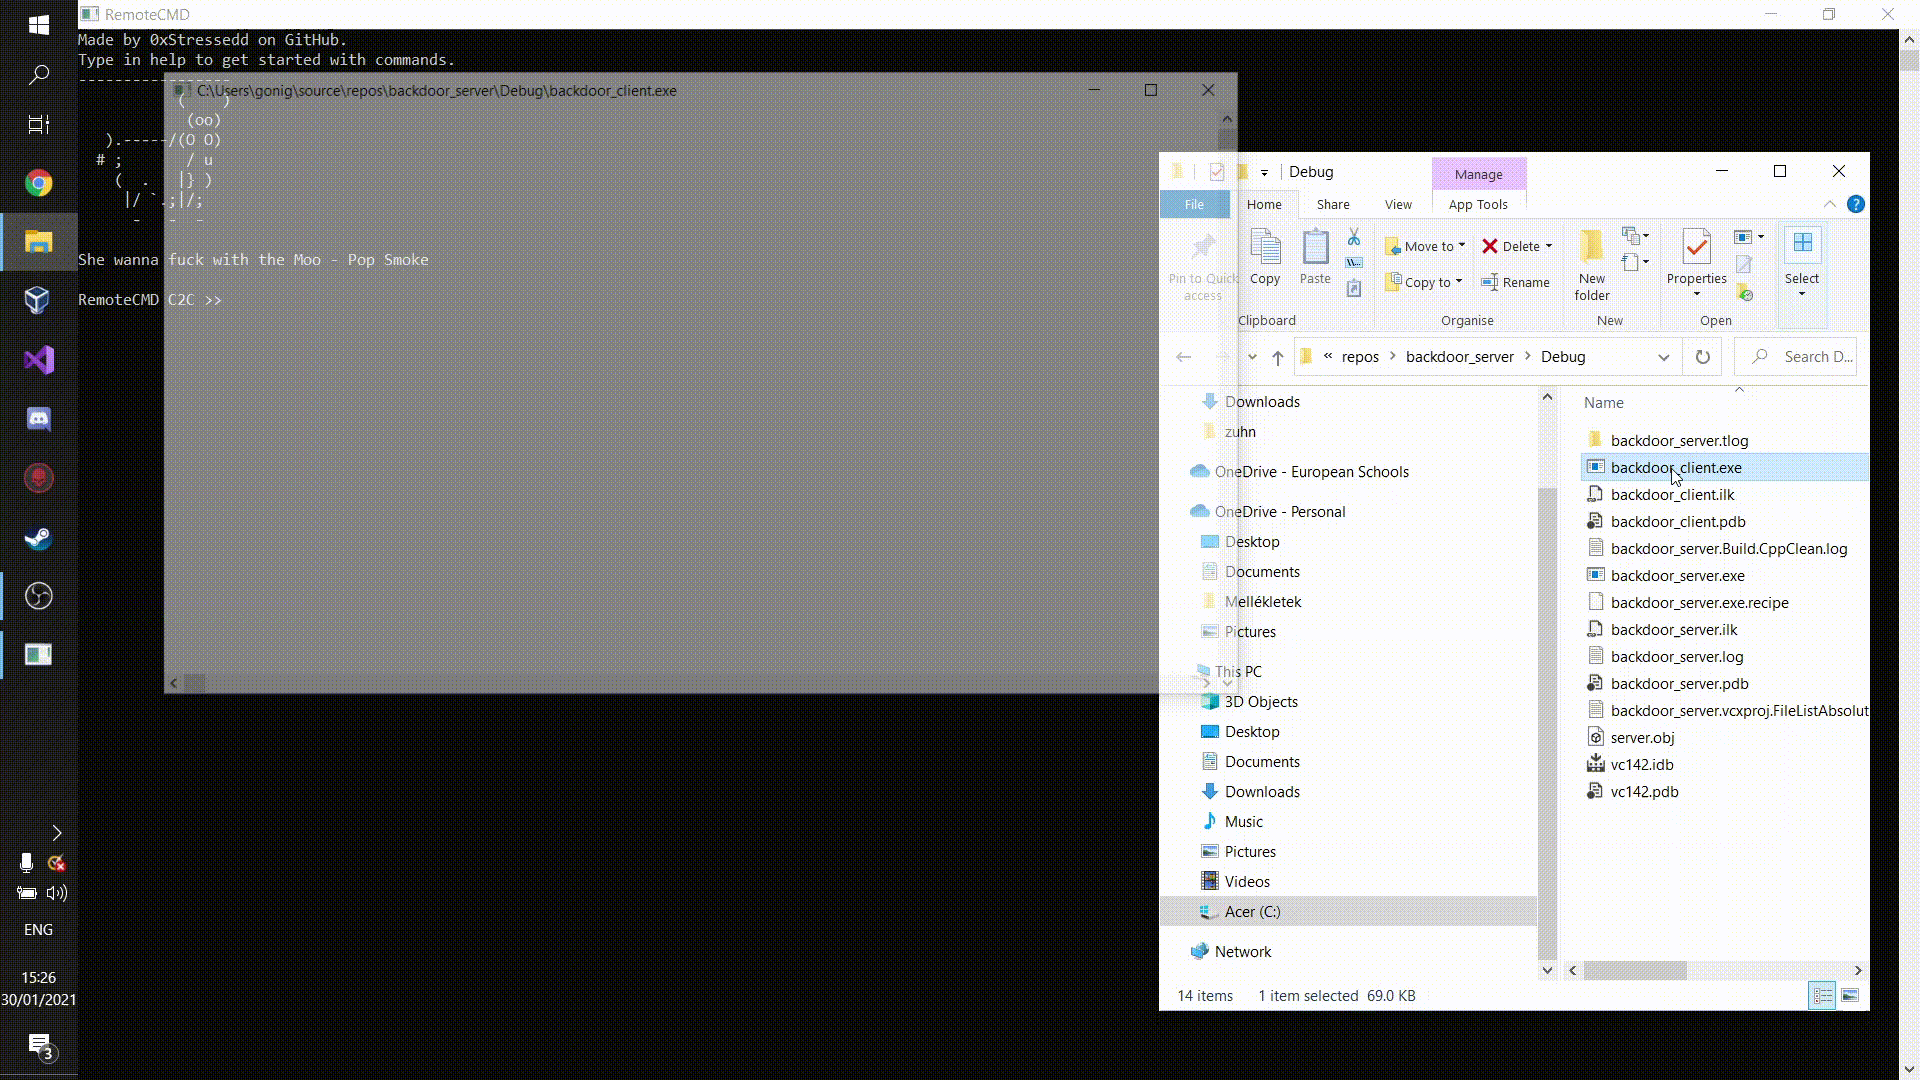 RemoteCMD
Made by 0xStressedd on GitHub.
Type in help to get started with commands.
-----------------
(    )
(oo)
).-----/(O O)
# ;       / u
(  .   |} )
|/ `.;|/;
-   -  -
She wanna fuck with the Moo - Pop Smoke
RemoteCMD C2C >>
C:\Users\gonig\source\repos\backdoor_server\Debug\backdoor_client.exe
Debug
Manage
File
Home
Share
View
App Tools
Pin to Quick access
Copy
Paste
Move to
Copy to
Delete
Rename
New folder
Properties
Select
Clipboard
Organise
New
Open
« repos > backdoor_server > Debug
Search D...
Downloads
zuhn
OneDrive - European Schools
OneDrive - Personal
Desktop
Documents
Mellékletek
Pictures
This PC
3D Objects
Desktop
Documents
Downloads
Music
Pictures
Videos
Acer (C:)
Network
Name
backdoor_server.tlog
backdoor_client.exe
backdoor_client.ilk
backdoor_client.pdb
backdoor_server.Build.CppClean.log
backdoor_server.exe
backdoor_server.exe.recipe
backdoor_server.ilk
backdoor_server.log
backdoor_server.pdb
backdoor_server.vcxproj.FileListAbsolut
server.obj
vc142.idb
vc142.pdb
14 items
1 item selected 69.0 KB
ENG
15:26
30/01/2021
3